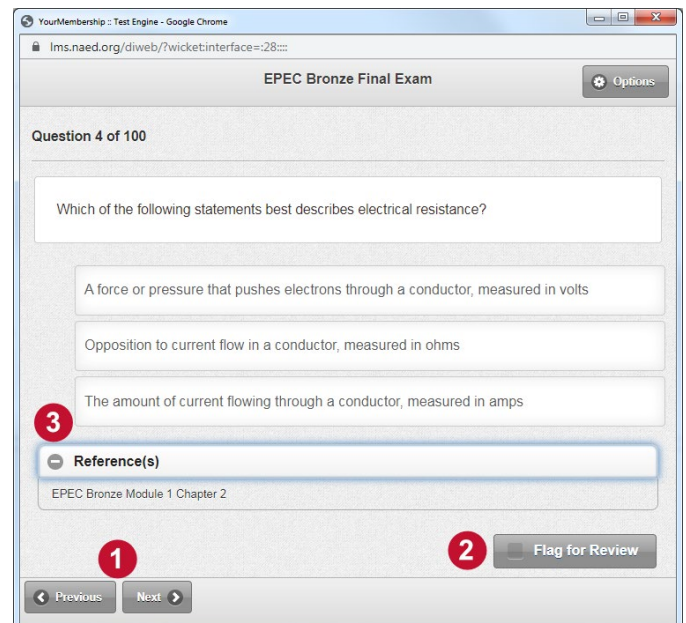 YourMembership :: Test Engine - Google Chrome
lms.naed.org/diweb/?wicket:interface=:28::::
EPEC Bronze Final Exam
Options
Question 4 of 100
Which of the following statements best describes electrical resistance?
A force or pressure that pushes electrons through a conductor, measured in volts
Opposition to current flow in a conductor, measured in ohms
The amount of current flowing through a conductor, measured in amps
3
Reference(s)
EPEC Bronze Module 1 Chapter 2
2
Flag for Review
1
Previous
Next